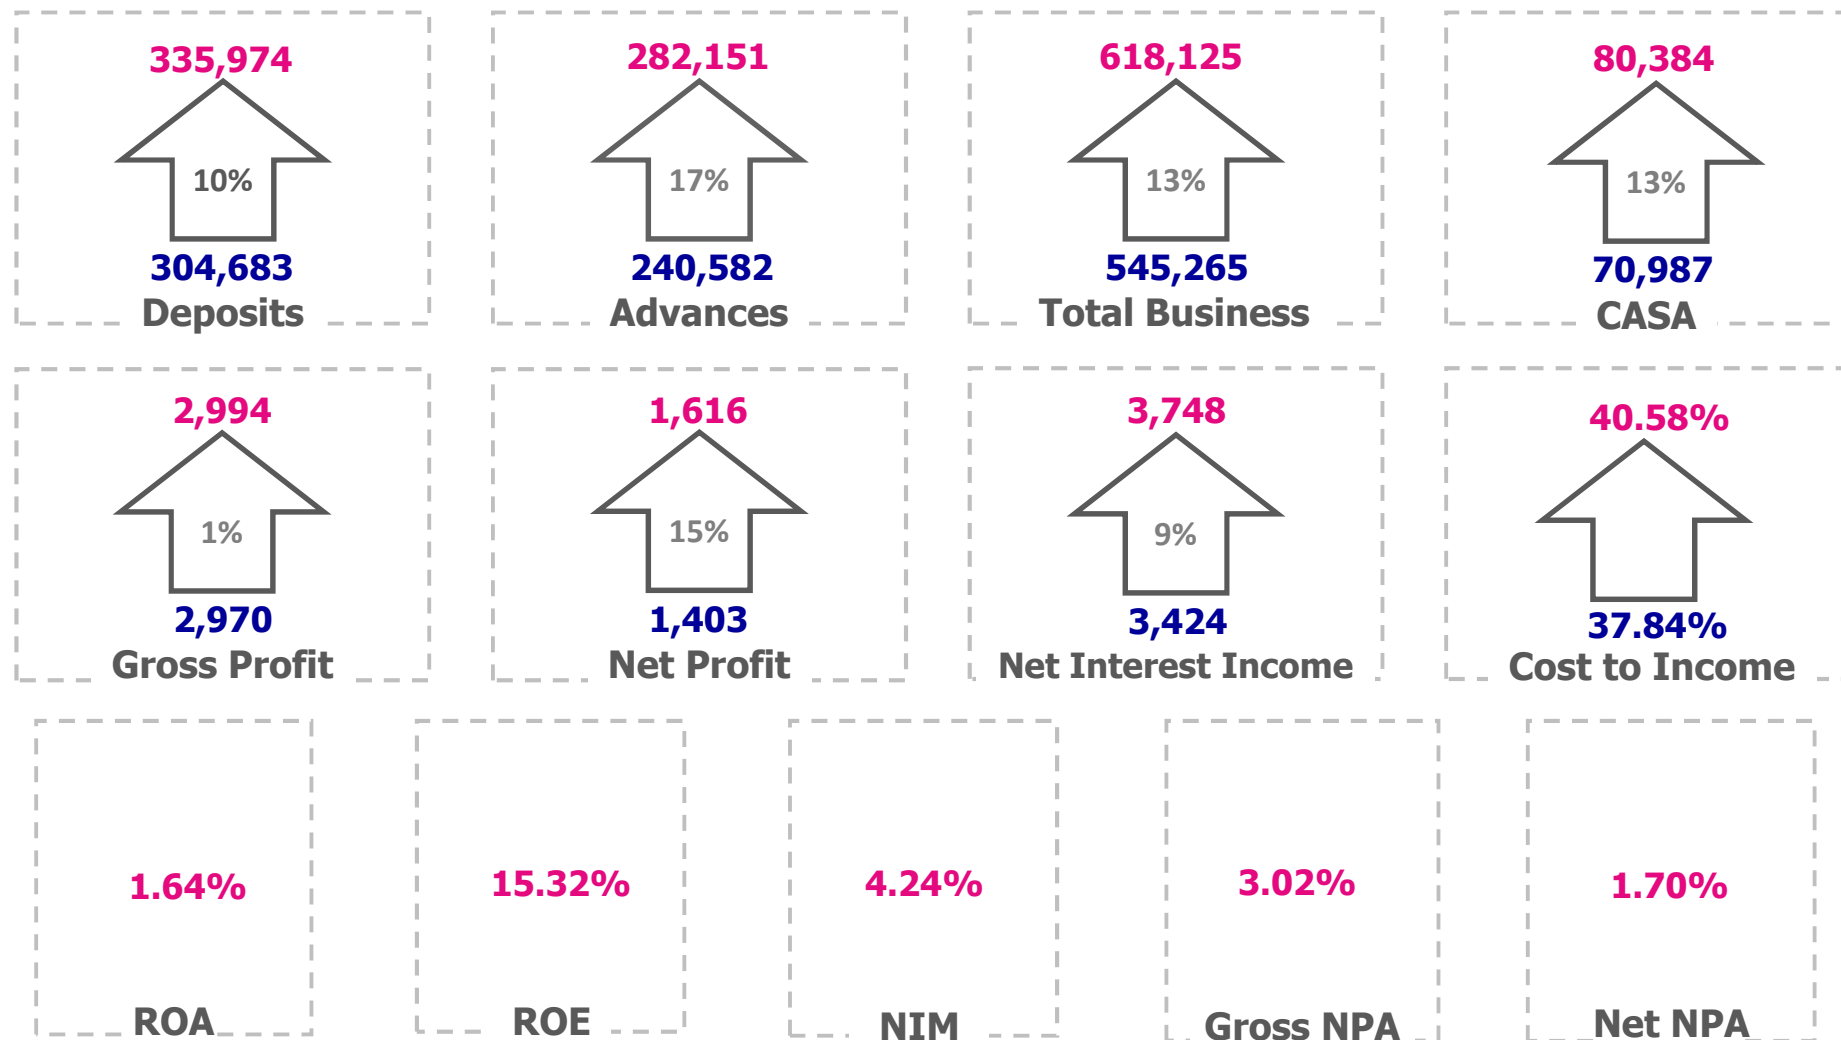 335,974
10%
304,683
Deposits
282,151
17%
240,582
Advances
618,125
13%
545,265
Total Business
80,384
13%
70,987
CASA
2,994
1%
2,970
Gross Profit
1,616
15%
1,403
Net Profit
3,748
9%
3,424
Net Interest Income
40.58%
37.84%
Cost to Income
1.64%
ROA
15.32%
ROE
4.24%
NIM
3.02%
Gross NPA
1.70%
Net NPA